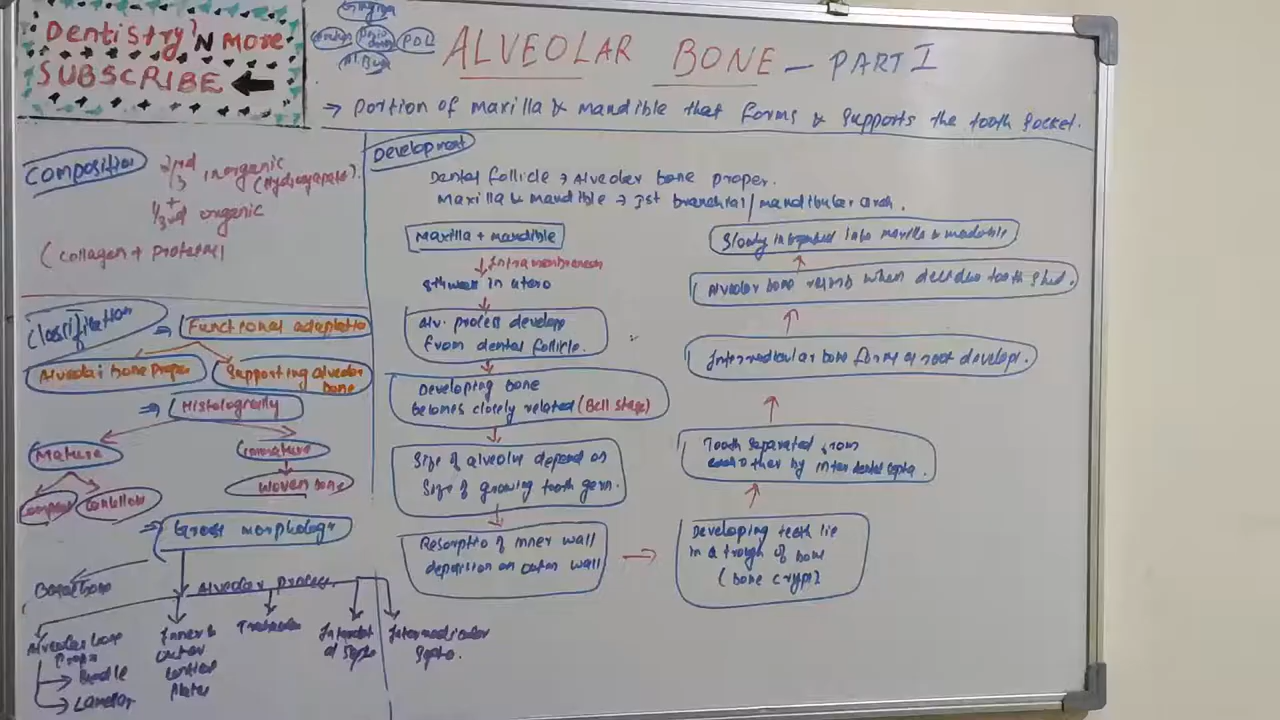 Dentistry'N More
SUBSCRIBE
PDL
ALVEOLAR BONE - PART I
→ Portion of maxilla & mandible that forms & supports the tooth socket.
Composition
2/3rd inorganic
(Hydroxyapatite).
+
1/3rd organic
(collagen + proteins)
Classification
⇒ Functional adaptation
Alveolar bone proper
Supporting alveolar
bone
⇒ Histologically
Mature
Immature
Compact
Cancellous
Woven bone
⇒ Gross morphology
Basal bone
Alveolar process
Alveolar bone
proper
→ Bundle
→ Lamellar
Inner &
outer
cortical
plates
Interdental
Septa
Interradicular
Septa.
Development
Dental follicle → Alveolar bone proper.
Maxilla & mandible → 1st branchial/mandibular arch.
Maxilla + mandible
↓ Intramembranous
8th week in utero
Alv. process develop
from dental follicle.
Developing bone
becomes closely related (Bell stage)
Size of alveolus depend on
Size of growing tooth germ.
Resorption of inner wall
deposition on outer wall
Developing teeth lie
in a trough of bone
(bone crypt)
Tooth separated from
each other by interdental septa.
Interradicular bone forms as root develops.
Alveolar bone when deciduous tooth shed.
Slowly integrated into maxilla & mandible